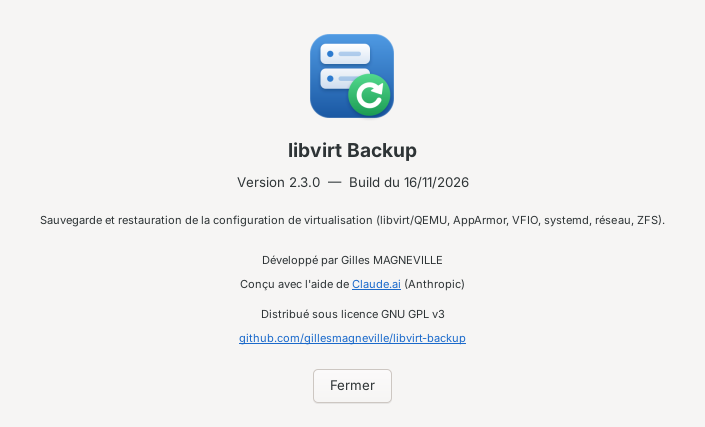 libvirt Backup
Version 2.3.0 — Build du 16/11/2026
Sauvegarde et restauration de la configuration de virtualisation (libvirt/QEMU, AppArmor, VFIO, systemd, réseau, ZFS).
Développé par Gilles MAGNEVILLE
Conçu avec l'aide de Claude.ai (Anthropic)
Distribué sous licence GNU GPL v3
github.com/gillesmagneville/libvirt-backup
Fermer